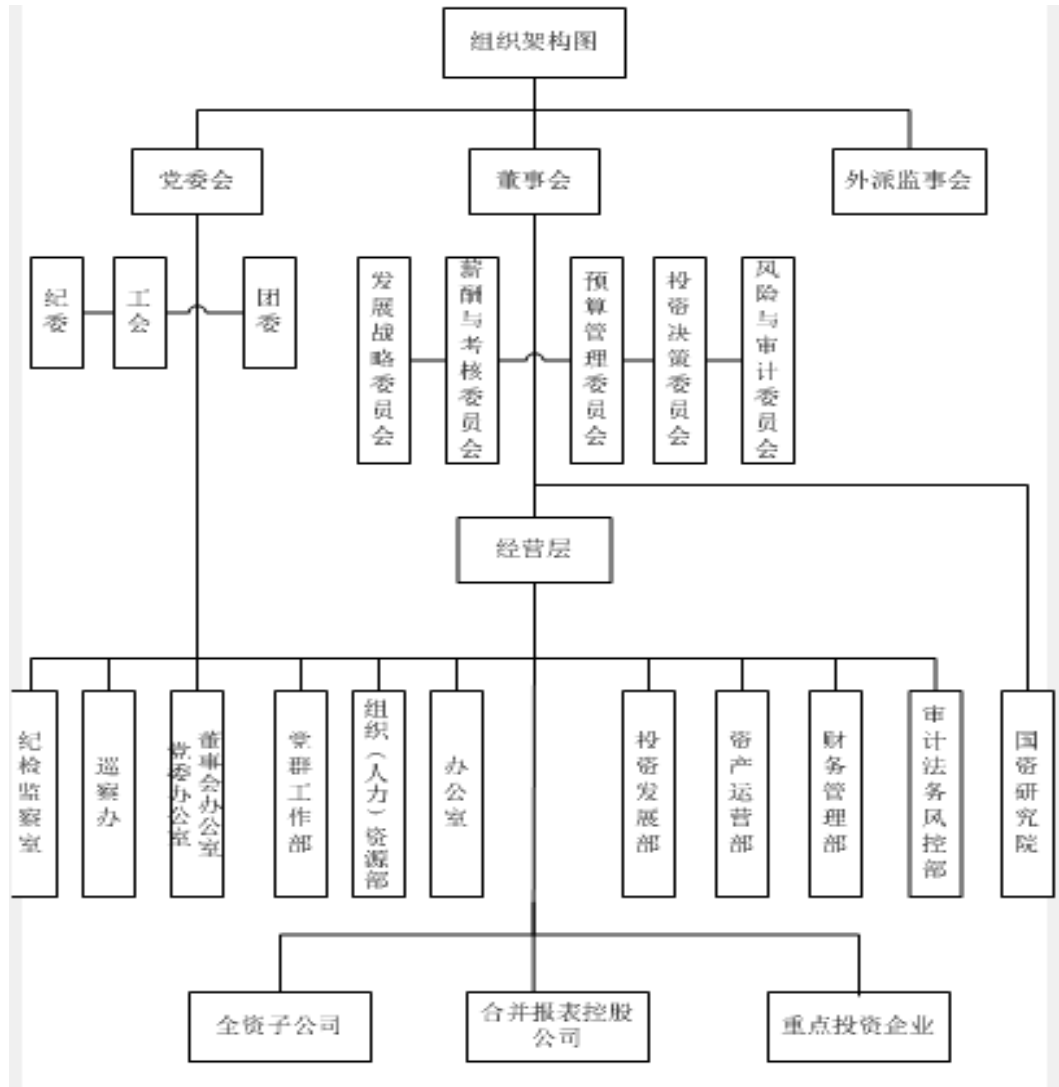 组织架构图
党委会
董事会
外派监事会
纪委
工会
团委
发展战略委员会
薪酬与考核委员会
预算管理委员会
投资决策委员会
风险与审计委员会
经营层
纪检监察室
巡察办
董事会办公室
党委办公室
党群工作部
组织（人力）资源部
办公室
投资发展部
资产运营部
财务管理部
审计法务风控部
国资研究院
全资子公司
合并报表控股
公司
重点投资企业